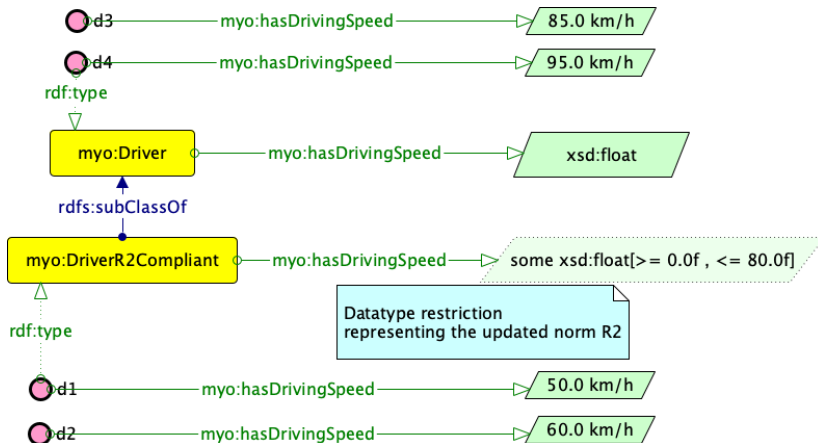 d3 myo:hasDrivingSpeed 85.0 km/h
d4 myo:hasDrivingSpeed 95.0 km/h
rdf:type
myo:Driver myo:hasDrivingSpeed xsd:float
rdfs:subClassOf
myo:DriverR2Compliant myo:hasDrivingSpeed some xsd:float[>= 0.0f , <= 80.0f]
Datatype restriction
representing the updated norm R2
rdf:type
d1 myo:hasDrivingSpeed 50.0 km/h
d2 myo:hasDrivingSpeed 60.0 km/h